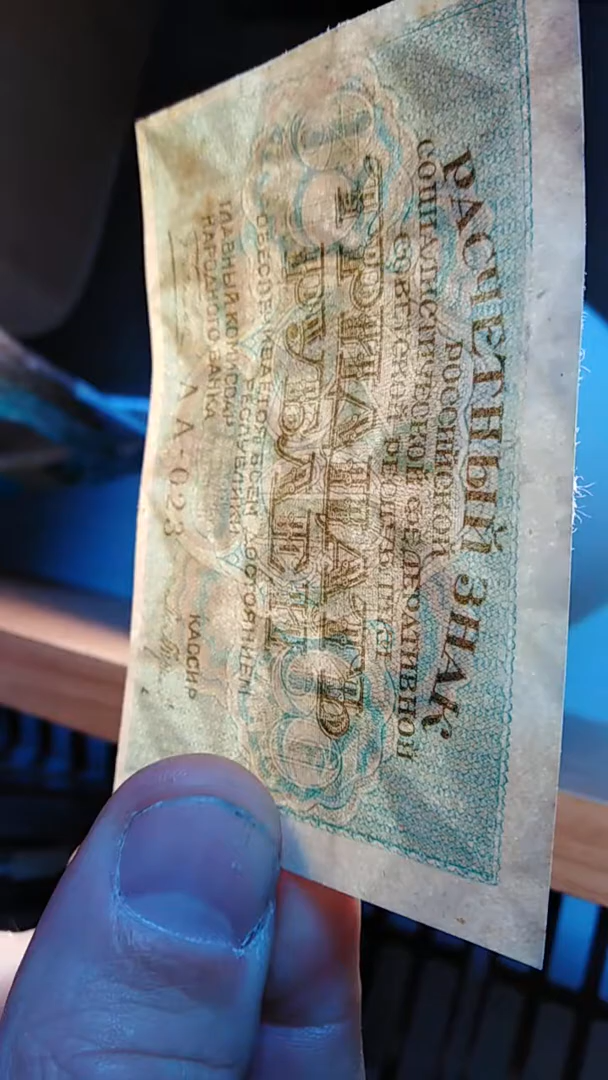 РАСЧЕТНЫЙ ЗНАК
РОССИЙСКОЙ
СОЦИАЛИСТИЧЕСКОЙ ФЕДЕРАТИВНОЙ
СОВЕТСКОЙ РЕСПУБЛИКИ
ТРИДЦАТЬ
РУБЛЕЙ
ОБЕСПЕЧИВАЕТСЯ ВСЕМ ДОСТОЯНИЕМ
РЕСПУБЛИКИ
ГЛАВНЫЙ КОМИССАР
НАРОДНОГО БАНКА
КАССИР
АА-023